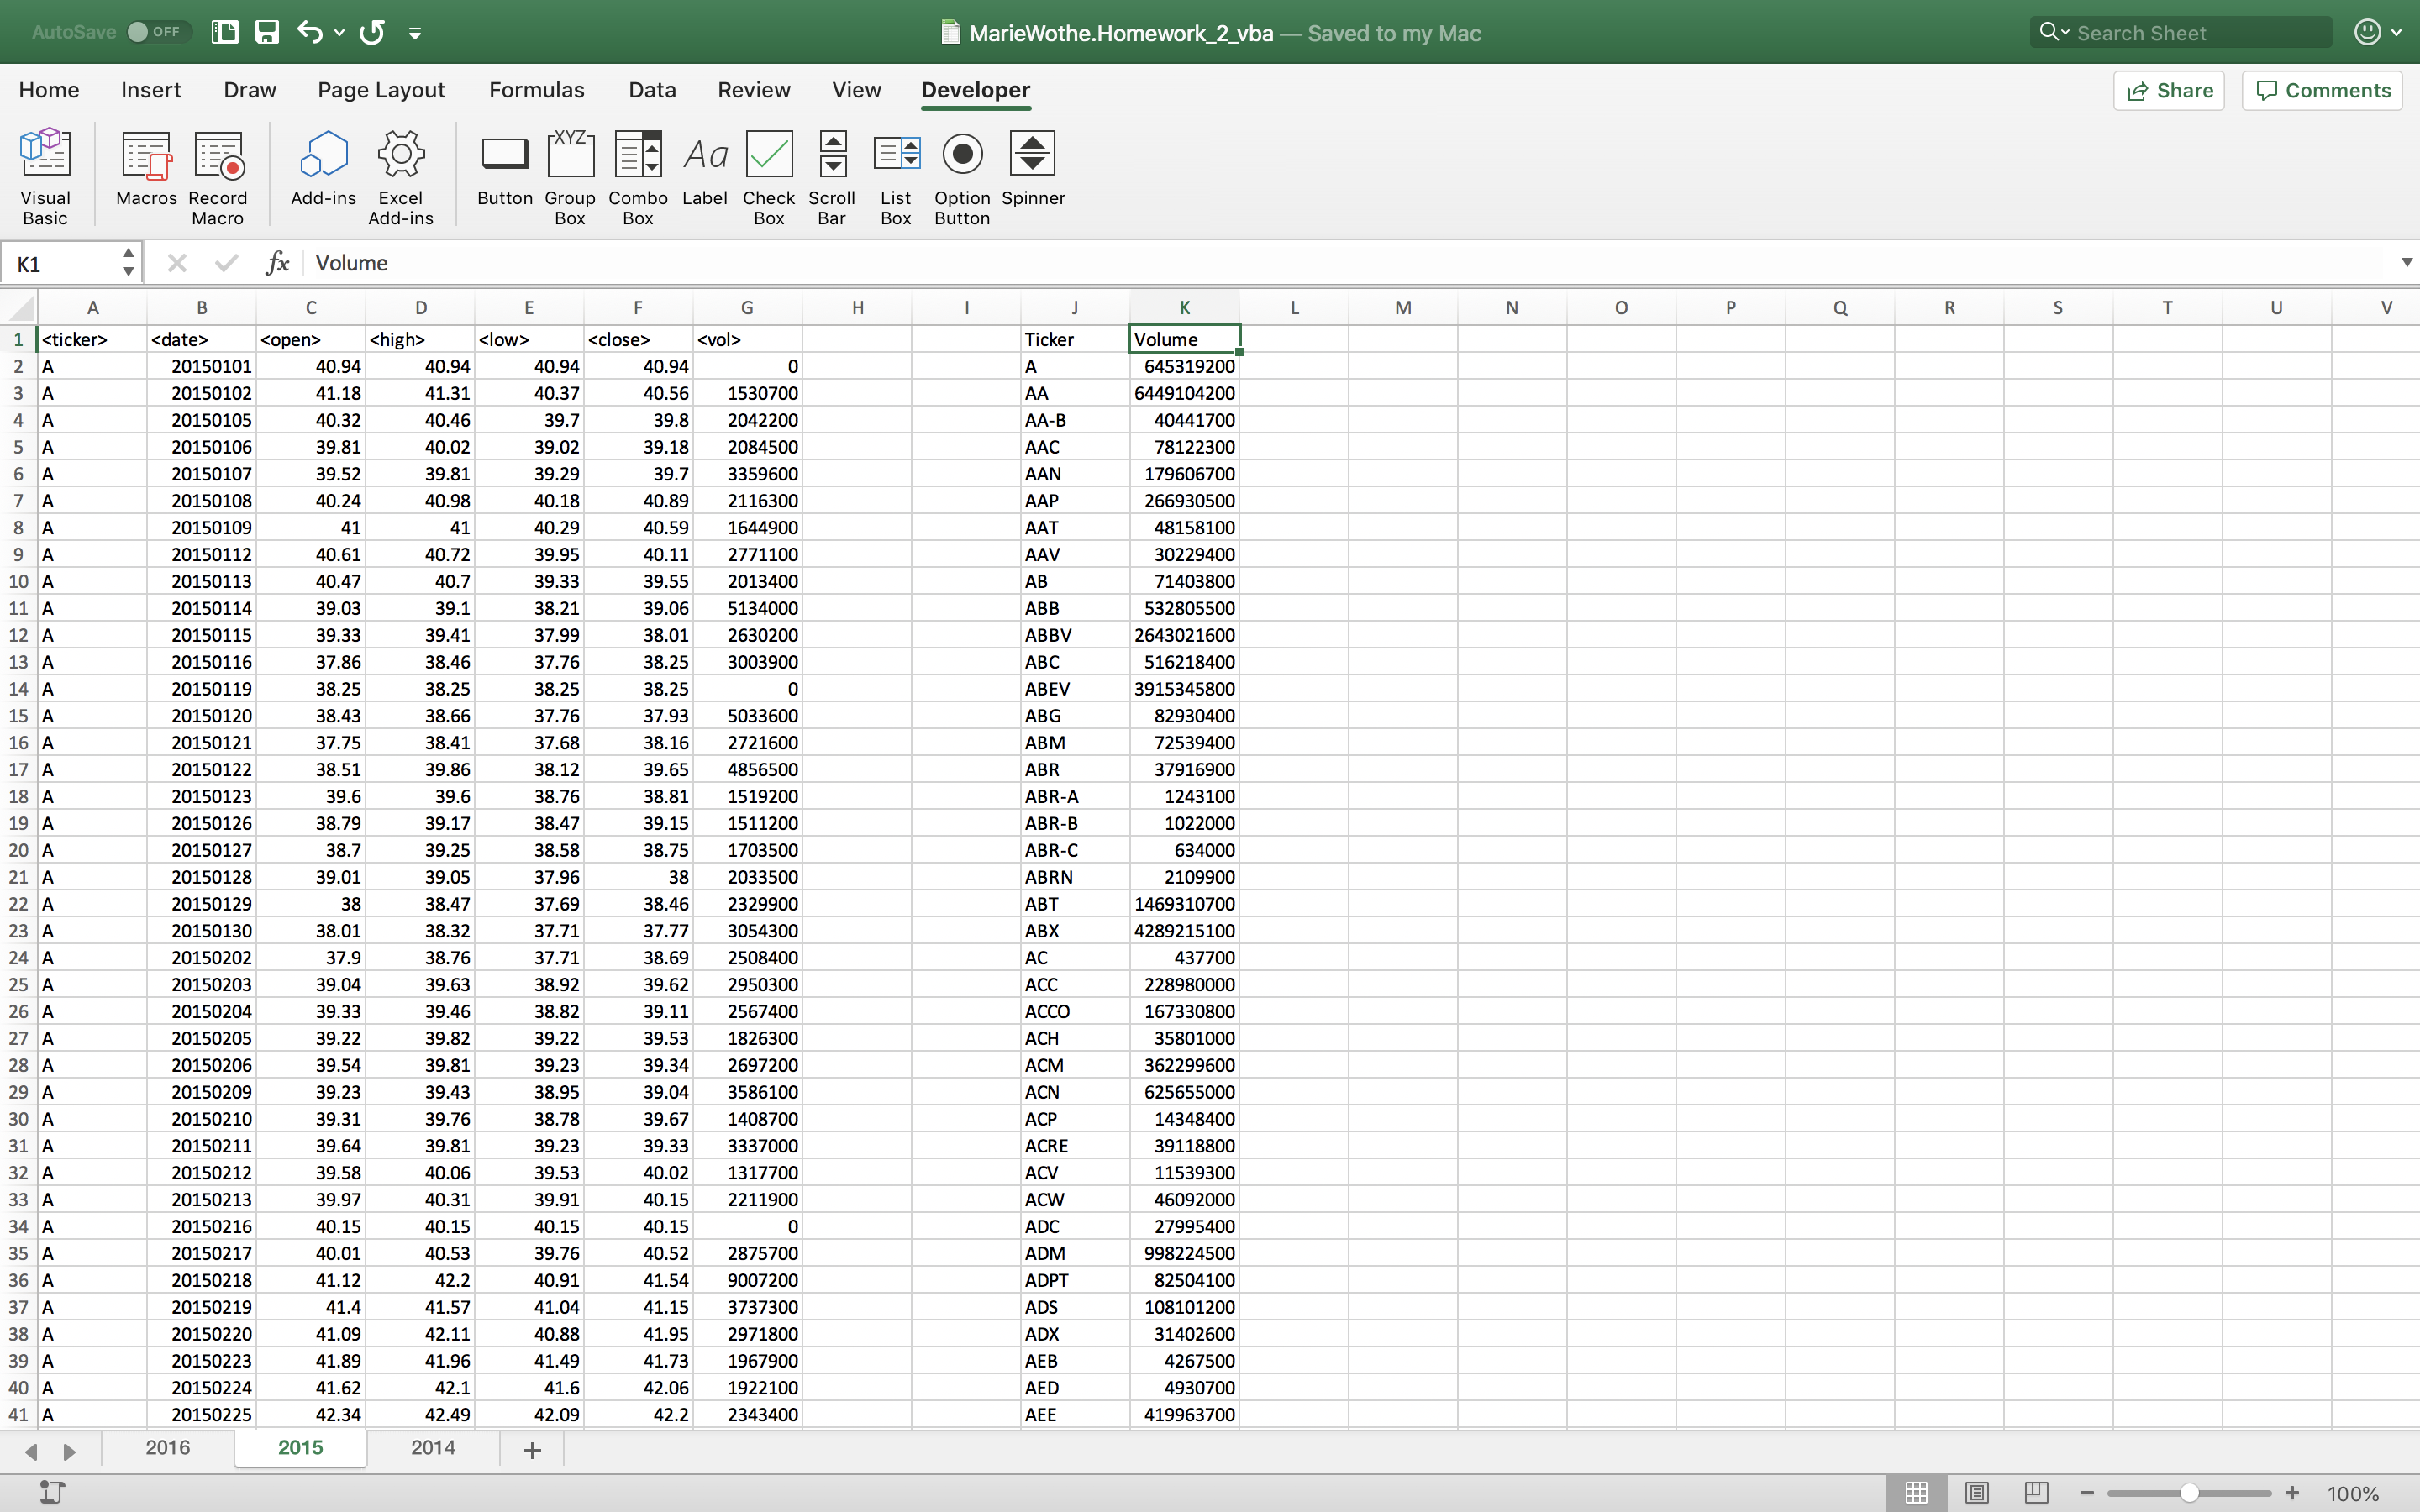 AutoSave OFF MarieWothe.Homework_2_vba — Saved to my Mac Search Sheet
Home Insert Draw Page Layout Formulas Data Review View Developer Share Comments
XYZ Aa
Visual Basic Macros Record Macro Add-ins Excel Add-ins Button Group Box Combo Box Label Check Box Scroll Bar List Box Option Button Spinner
K1 fx Volume
A B C D E F G H I J K L M N O P Q R S T U V
1 <ticker> <date> <open> <high> <low> <close> <vol> Ticker Volume
2 A 20150101 40.94 40.94 40.94 40.94 0 A 645319200
3 A 20150102 41.18 41.31 40.37 40.56 1530700 AA 6449104200
4 A 20150105 40.32 40.46 39.7 39.8 2042200 AA-B 40441700
5 A 20150106 39.81 40.02 39.02 39.18 2084500 AAC 78122300
6 A 20150107 39.52 39.81 39.29 39.7 3359600 AAN 179606700
7 A 20150108 40.24 40.98 40.18 40.89 2116300 AAP 266930500
8 A 20150109 41 41 40.29 40.59 1644900 AAT 48158100
9 A 20150112 40.61 40.72 39.95 40.11 2771100 AAV 30229400
10 A 20150113 40.47 40.7 39.33 39.55 2013400 AB 71403800
11 A 20150114 39.03 39.1 38.21 39.06 5134000 ABB 532805500
12 A 20150115 39.33 39.41 37.99 38.01 2630200 ABBV 2643021600
13 A 20150116 37.86 38.46 37.76 38.25 3003900 ABC 516218400
14 A 20150119 38.25 38.25 38.25 38.25 0 ABEV 3915345800
15 A 20150120 38.43 38.66 37.76 37.93 5033600 ABG 82930400
16 A 20150121 37.75 38.41 37.68 38.16 2721600 ABM 72539400
17 A 20150122 38.51 39.86 38.12 39.65 4856500 ABR 37916900
18 A 20150123 39.6 39.6 38.76 38.81 1519200 ABR-A 1243100
19 A 20150126 38.79 39.17 38.47 39.15 1511200 ABR-B 1022000
20 A 20150127 38.7 39.25 38.58 38.75 1703500 ABR-C 634000
21 A 20150128 39.01 39.05 37.96 38 2033500 ABRN 2109900
22 A 20150129 38 38.47 37.69 38.46 2329900 ABT 1469310700
23 A 20150130 38.01 38.32 37.71 37.77 3054300 ABX 4289215100
24 A 20150202 37.9 38.76 37.71 38.69 2508400 AC 437700
25 A 20150203 39.04 39.63 38.92 39.62 2950300 ACC 228980000
26 A 20150204 39.33 39.46 38.82 39.11 2567400 ACCO 167330800
27 A 20150205 39.22 39.82 39.22 39.53 1826300 ACH 35801000
28 A 20150206 39.54 39.81 39.23 39.34 2697200 ACM 362299600
29 A 20150209 39.23 39.43 38.95 39.04 3586100 ACN 625655000
30 A 20150210 39.31 39.76 38.78 39.67 1408700 ACP 14348400
31 A 20150211 39.64 39.81 39.23 39.33 3337000 ACRE 39118800
32 A 20150212 39.58 40.06 39.53 40.02 1317700 ACV 11539300
33 A 20150213 39.97 40.31 39.91 40.15 2211900 ACW 46092000
34 A 20150216 40.15 40.15 40.15 40.15 0 ADC 27995400
35 A 20150217 40.01 40.53 39.76 40.52 2875700 ADM 998224500
36 A 20150218 41.12 42.2 40.91 41.54 9007200 ADPT 82504100
37 A 20150219 41.4 41.57 41.04 41.15 3737300 ADS 108101200
38 A 20150220 41.09 42.11 40.88 41.95 2971800 ADX 31402600
39 A 20150223 41.89 41.96 41.49 41.73 1967900 AEB 4267500
40 A 20150224 41.62 42.1 41.6 42.06 1922100 AED 4930700
41 A 20150225 42.34 42.49 42.09 42.2 2343400 AEE 419963700
2016 2015 2014 +
100%